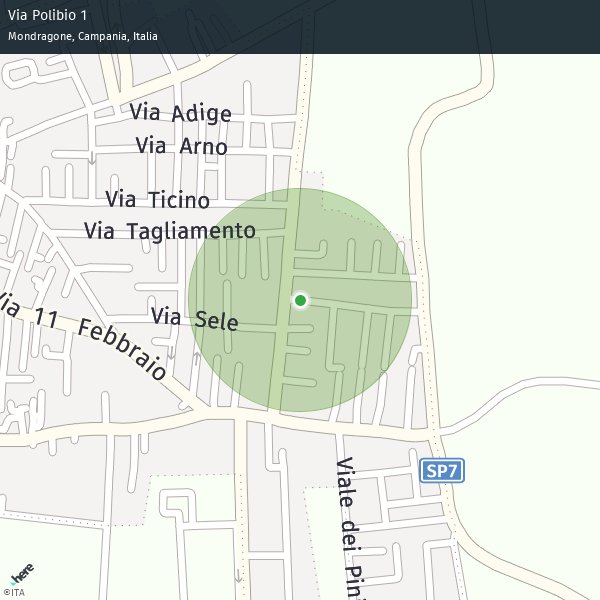 Via Polibio 1
Mondragone, Campania, Italia
Via Adige
Via Arno
Via Ticino
Via Tagliamento
Via Sele
Via 11 Febbraio
SP7
Viale dei Pini
here
©ITA